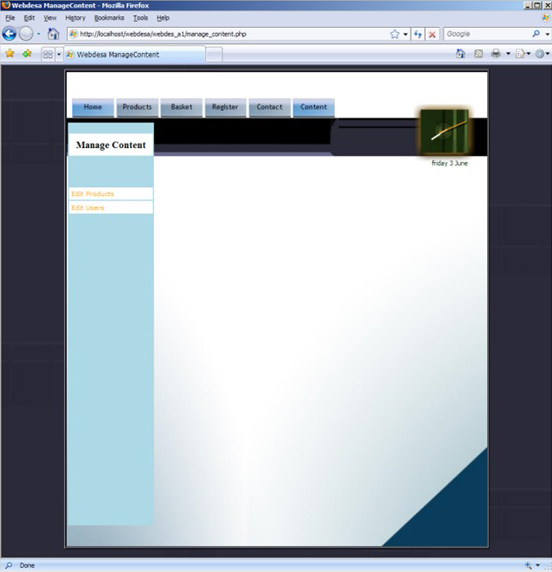 Webdesa ManageContent - Mozilla Firefox
File Edit View History Bookmarks Tools Help
http://localhost/webdesa/webdes_a1/manage_content.php
Google
Webdesa ManageContent
Home Products Basket Register Contact Content
Manage Content
friday 3 June
Edit Products
Edit Users
Done